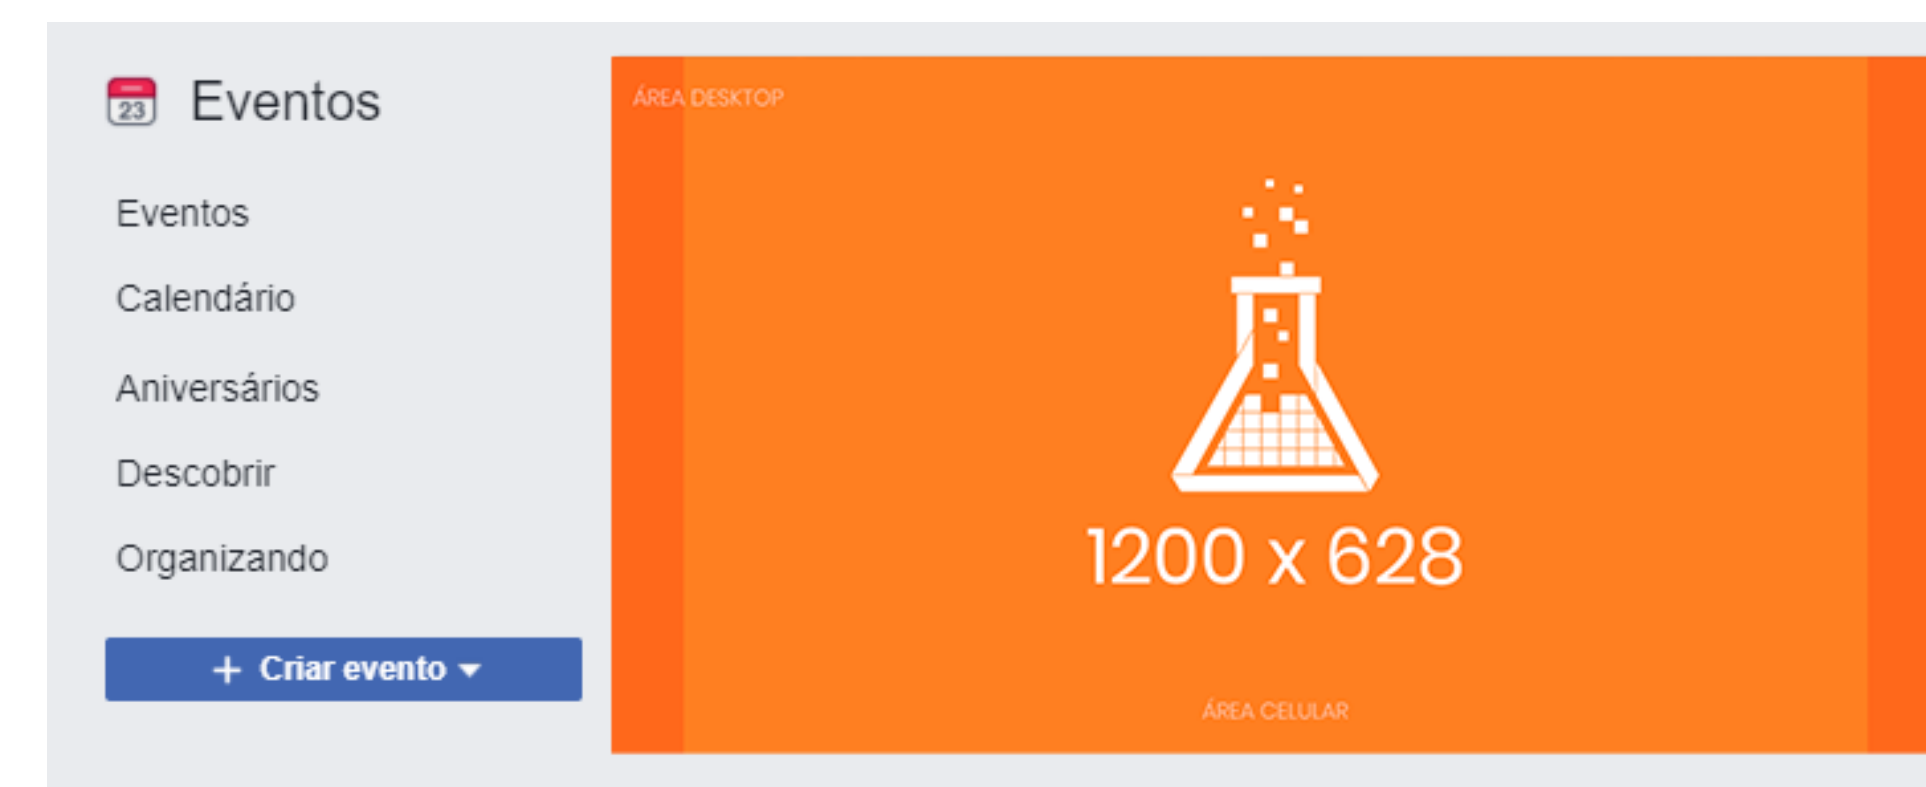 23 Eventos
Eventos
Calendário
Aniversários
Descobrir
Organizando
+ Criar evento
ÁREA DESKTOP
1200 x 628
ÁREA CELULAR